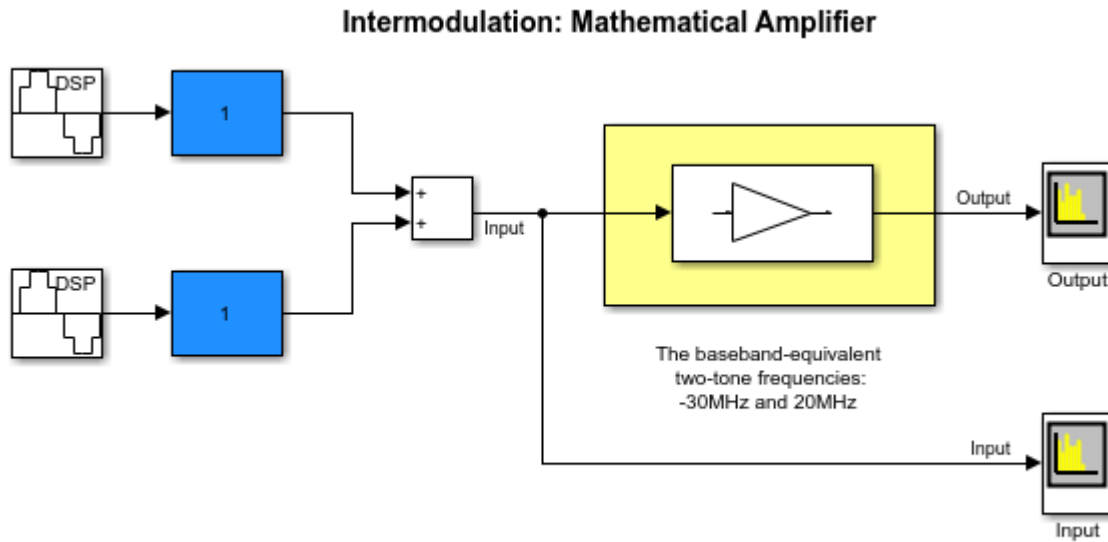 Intermodulation: Mathematical Amplifier
DSP
1
+
+
Input
DSP
1
Output
Output
The baseband-equivalent
two-tone frequencies:
-30MHz and 20MHz
Input
Input